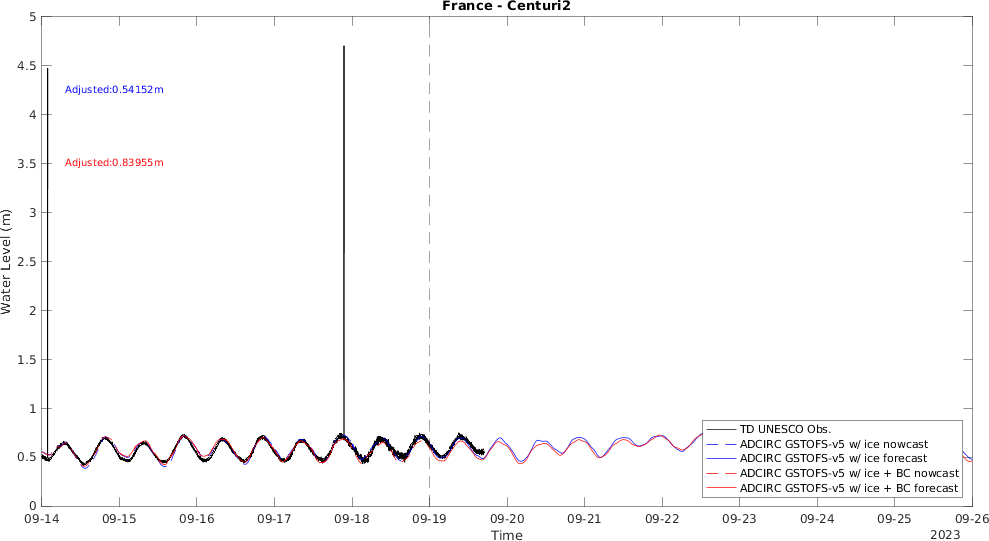 France - Centuri2
5
4.5
4
3.5
3
2.5
2
1.5
1
0.5
0
Water Level (m)
Adjusted:0.54152m
Adjusted:0.83955m
TD UNESCO Obs.
ADCIRC GSTOFS-v5 w/ ice nowcast
ADCIRC GSTOFS-v5 w/ ice forecast
ADCIRC GSTOFS-v5 w/ ice + BC nowcast
ADCIRC GSTOFS-v5 w/ ice + BC forecast
09-14 09-15 09-16 09-17 09-18 09-19 09-20 09-21 09-22 09-23 09-24 09-25 09-26
Time
2023